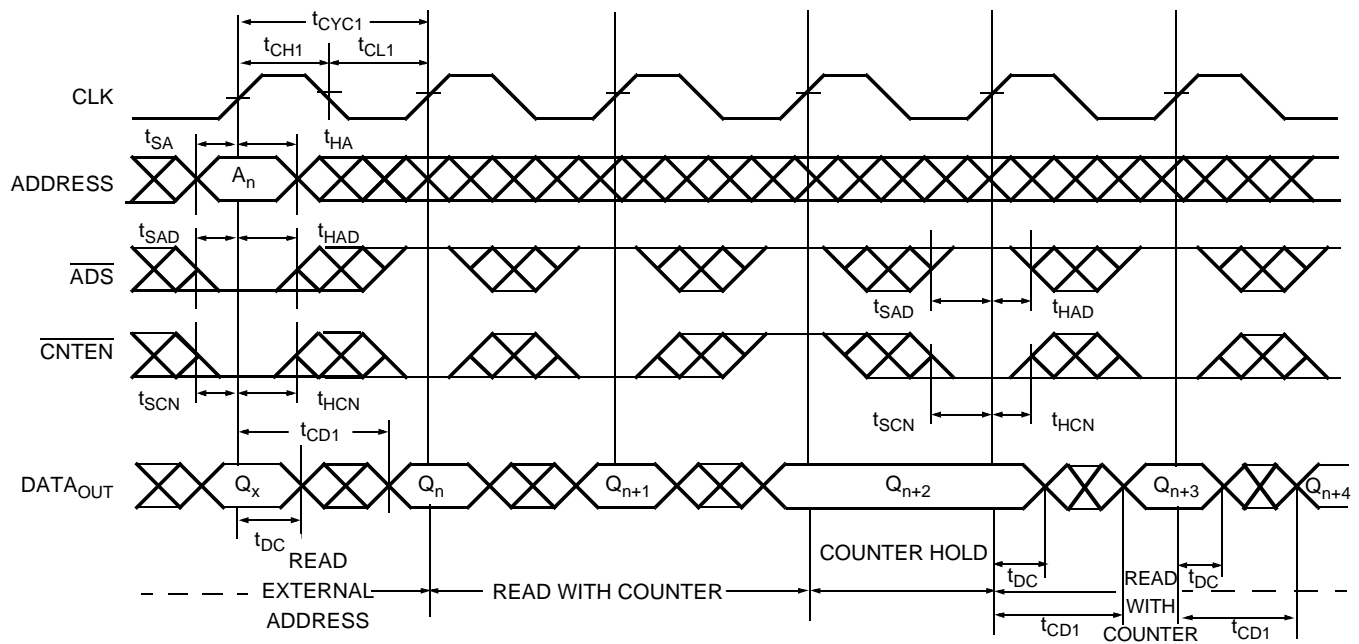 tCYC1
tCH1
tCL1
CLK
tSA
tHA
ADDRESS
An
tSAD
tHAD
ADS
tSAD
tHAD
CNTEN
tSCN
tHCN
tSCN
tHCN
tCD1
DATAOUT
Qx
Qn
Qn+1
Qn+2
Qn+3
Qn+4
tDC
READ
EXTERNAL
ADDRESS
READ WITH COUNTER
COUNTER HOLD
tDC
READ
WITH
COUNTER
tDC
tCD1
tCD1